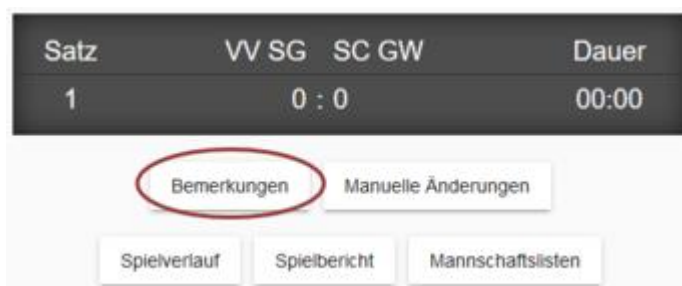 Satz VV SG SC GW Dauer
1 0 : 0 00:00
Bemerkungen Manuelle Änderungen
Spielverlauf Spielbericht Mannschaftslisten